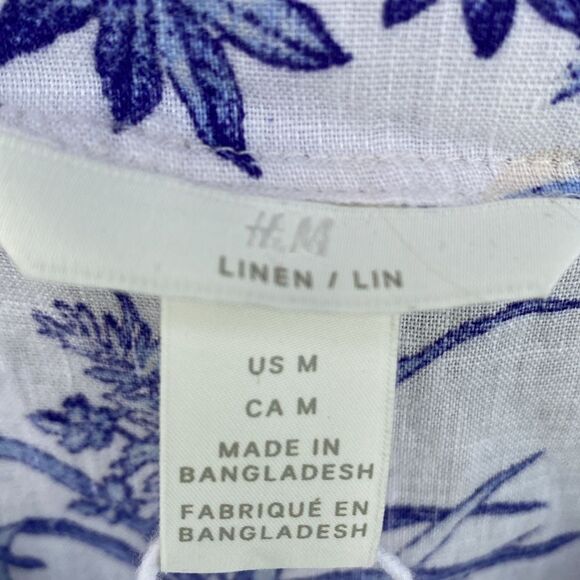 H&M
LINEN / LIN
US M
CA M
MADE IN
BANGLADESH
FABRIQUÉ EN
BANGLADESH